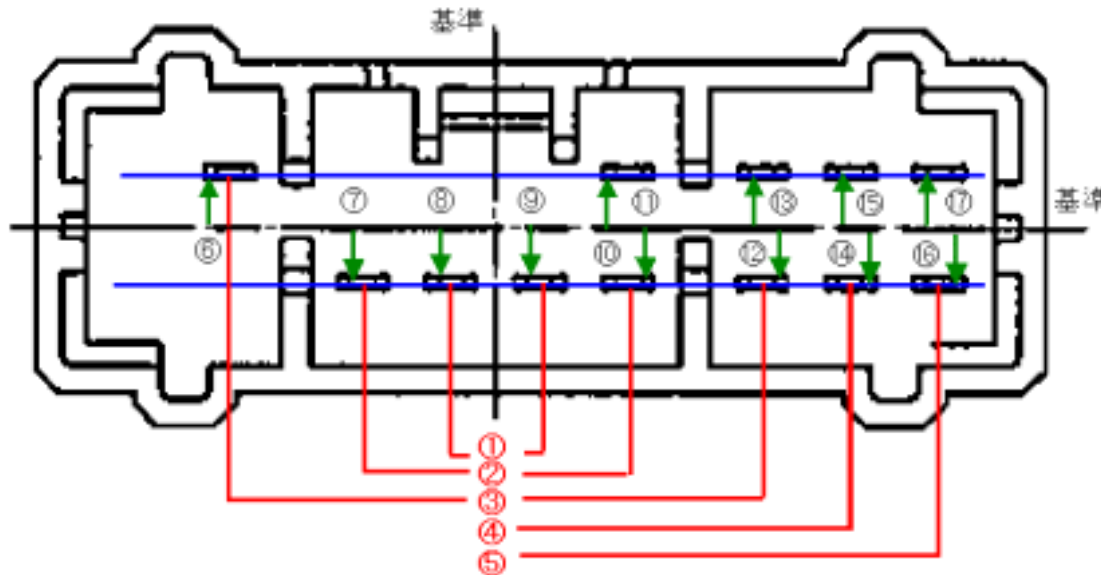 基準
基準
⑦ ⑧ ⑨ ⑪ ⑬ ⑮ ⑰
⑥ ⑩ ⑫ ⑭ ⑯
①
②
③
④
⑤